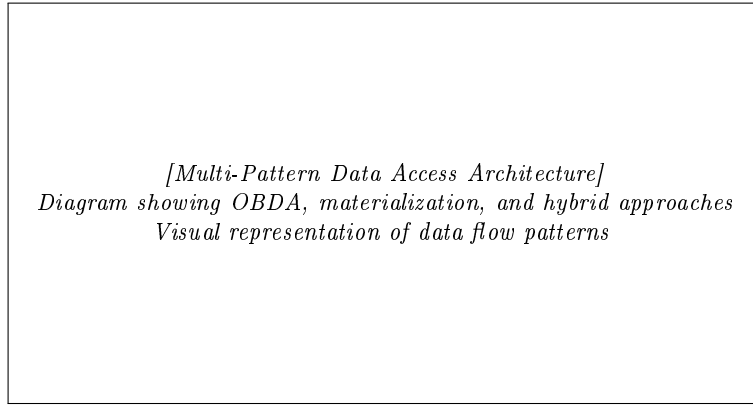 [Multi-Pattern Data Access Architecture]
Diagram showing OBDA, materialization, and hybrid approaches
Visual representation of data flow patterns